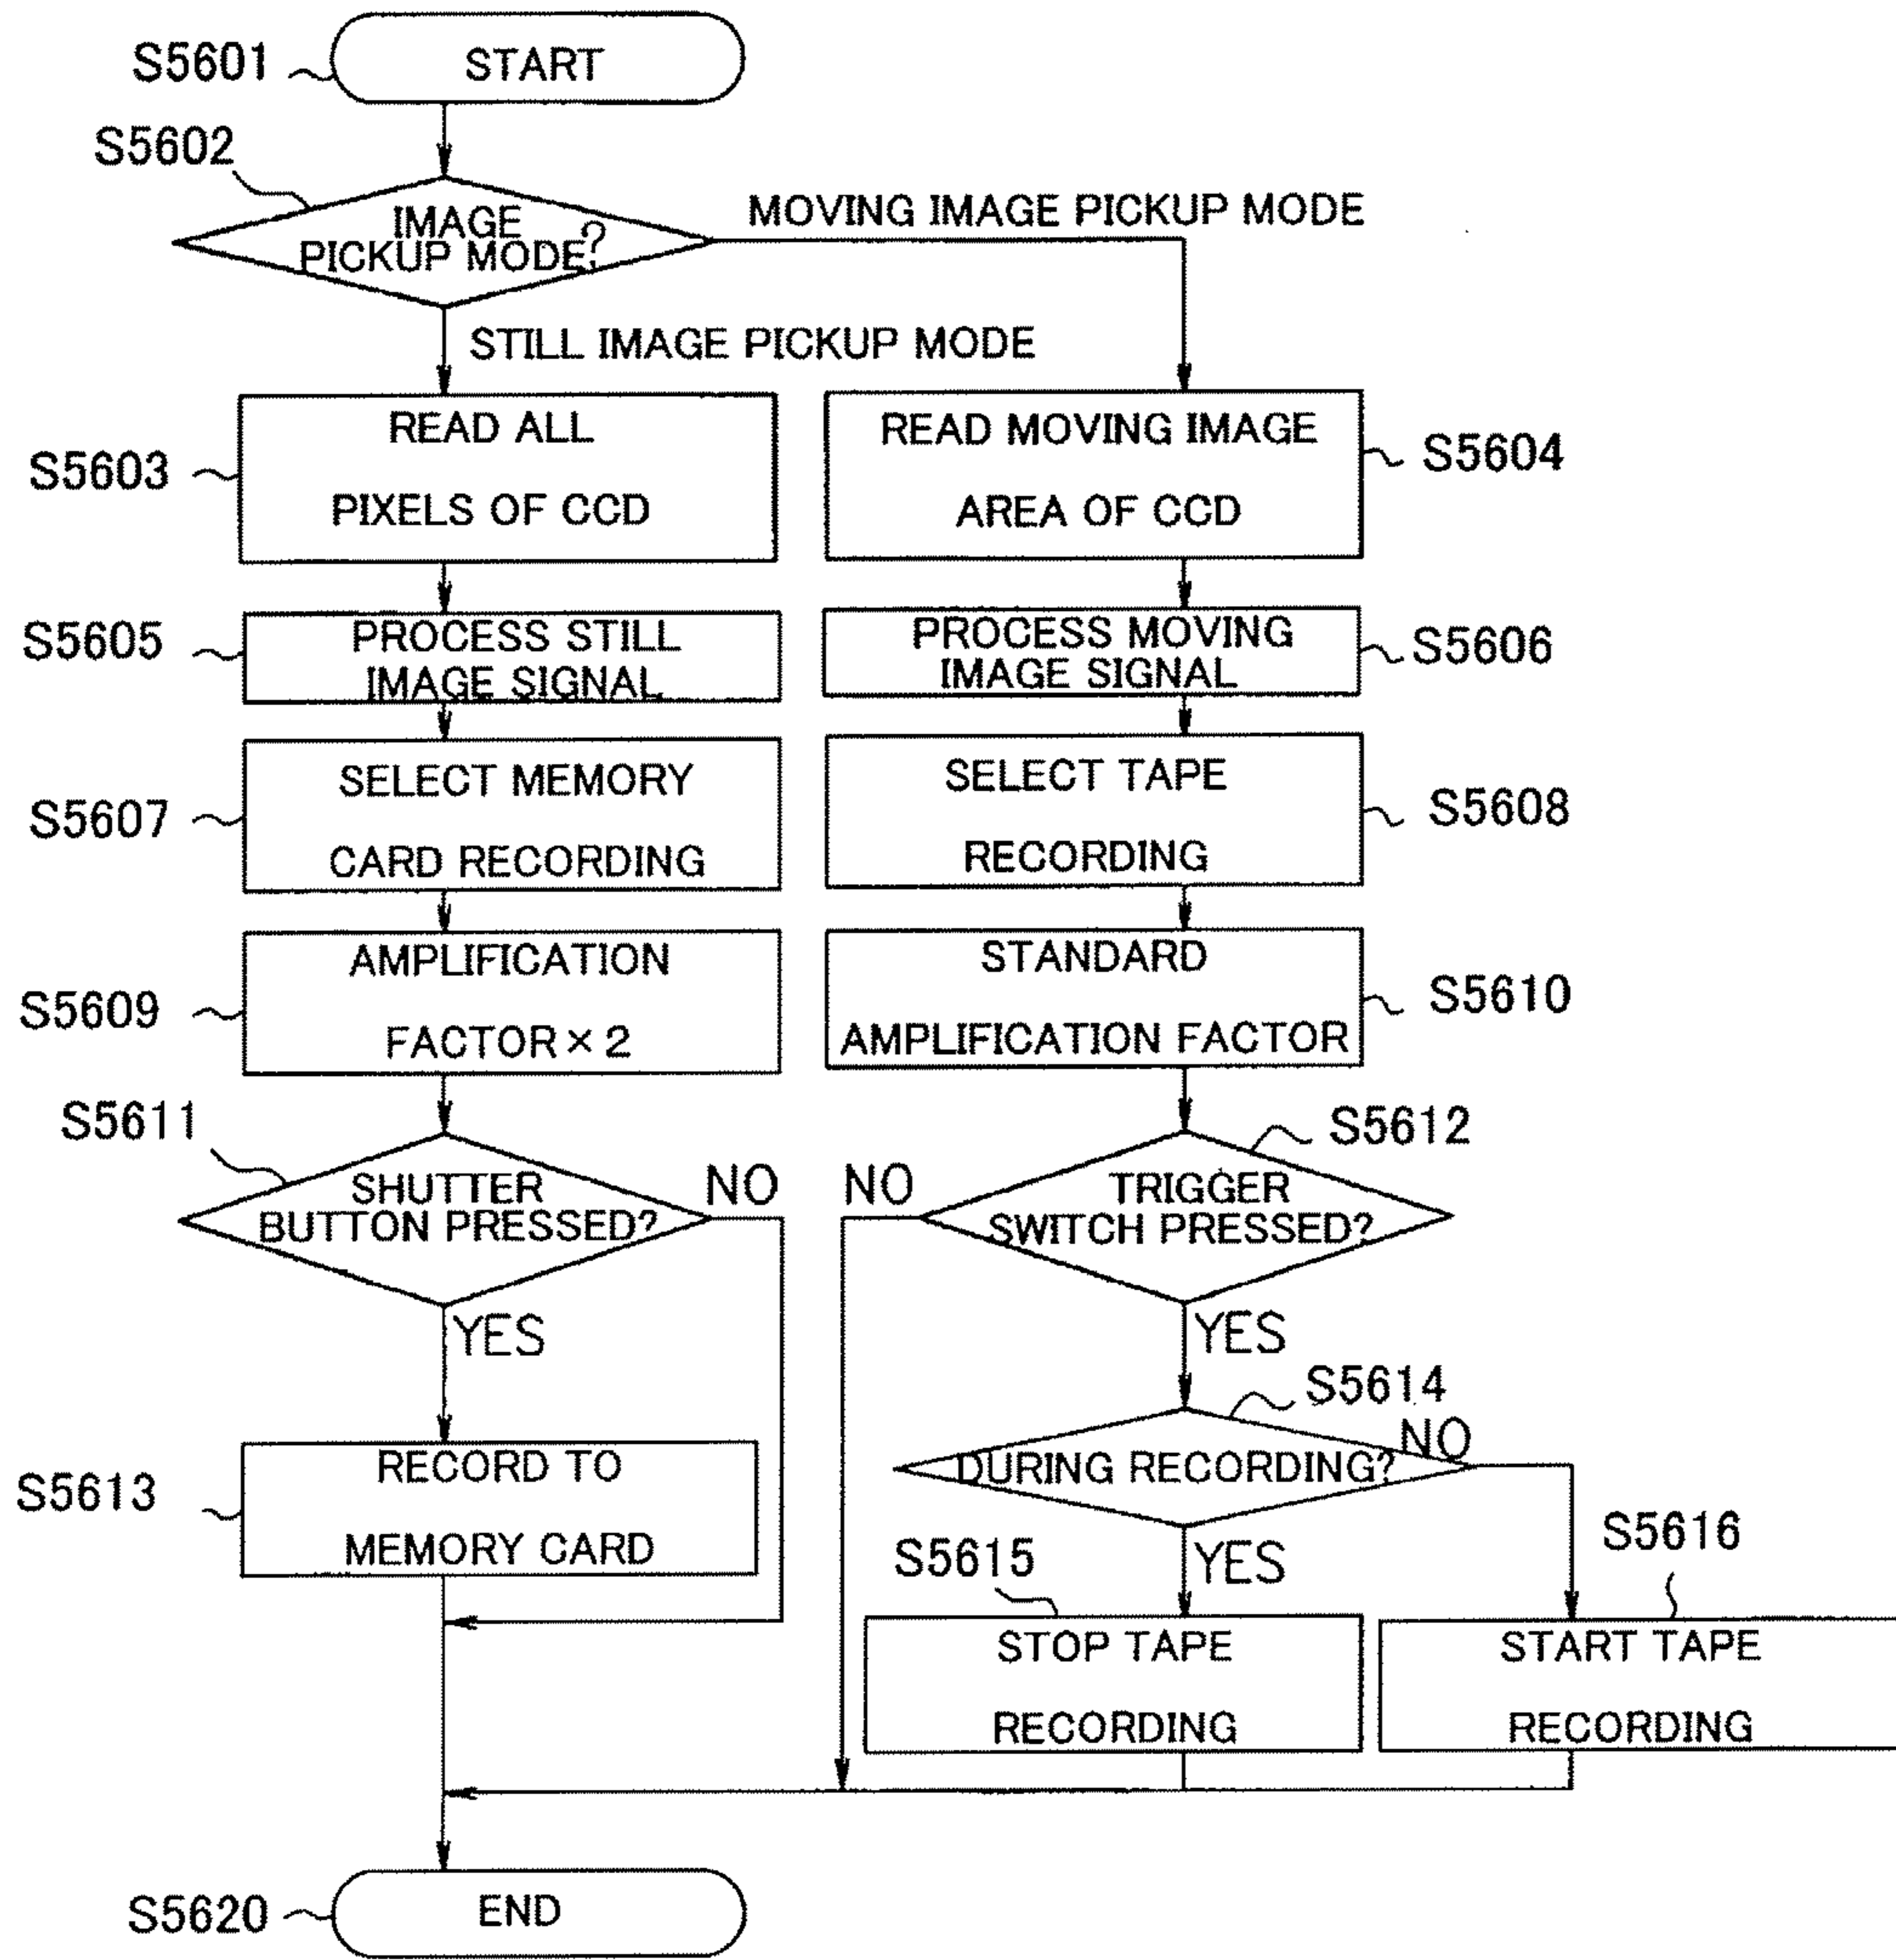 S5601
START
S5602
IMAGE
PICKUP MODE?
MOVING IMAGE PICKUP MODE
STILL IMAGE PICKUP MODE
S5603
READ ALL
PIXELS OF CCD
READ MOVING IMAGE
AREA OF CCD
S5604
S5605
PROCESS STILL
IMAGE SIGNAL
PROCESS MOVING
IMAGE SIGNAL
S5606
S5607
SELECT MEMORY
CARD RECORDING
SELECT TAPE
RECORDING
S5608
S5609
AMPLIFICATION
FACTOR × 2
STANDARD
AMPLIFICATION FACTOR
S5610
S5611
SHUTTER
BUTTON PRESSED?
NO
YES
S5612
NO
TRIGGER
SWITCH PRESSED?
YES
S5613
RECORD TO
MEMORY CARD
S5614
DURING RECORDING?
NO
YES
S5615
STOP TAPE
RECORDING
S5616
START TAPE
RECORDING
S5620
END